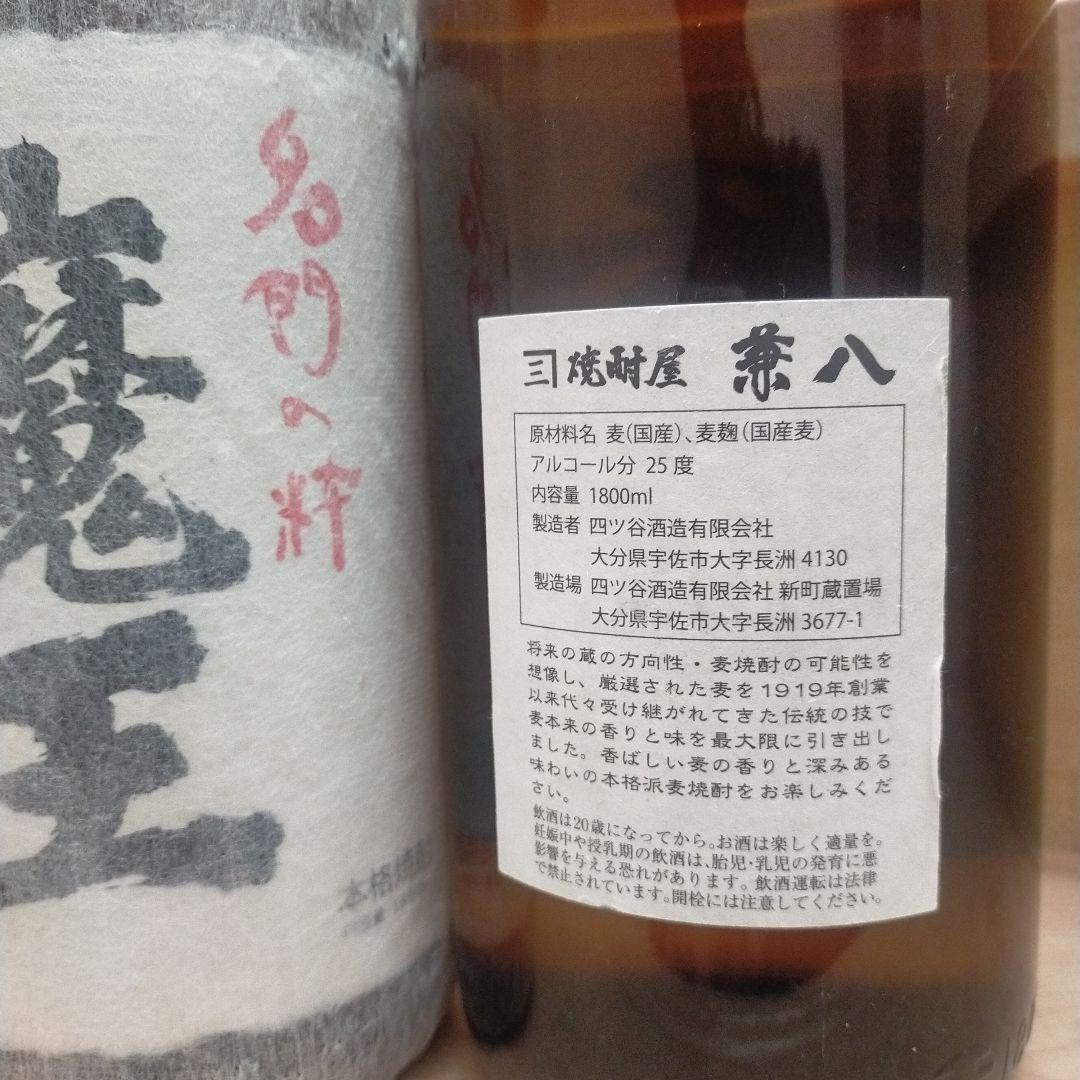 魔王
名門の粋
本格焼
焼酎屋 兼八
原材料名 麦(国産)、麦麹(国産麦)
アルコール分 25度
内容量 1800ml
製造者 四ツ谷酒造有限会社
大分県宇佐市大字長洲4130
製造場 四ツ谷酒造有限会社 新町蔵置場
大分県宇佐市大字長洲3677-1
将来の蔵の方向性・麦焼酎の可能性を
想像し、厳選された麦を1919年創業
以来代々受け継がれてきた伝統の技で
麦本来の香りと味を最大限に引き出し
ました。香ばしい麦の香りと深みある
味わいの本格派麦焼酎をお楽しみくだ
さい。
飲酒は20歳になってから。お酒は楽しく適量を。
妊娠中や授乳期の飲酒は、胎児・乳児の発育に悪
影響を与える恐れがあります。飲酒運転は法律
で禁止されています。開栓には注意してください。